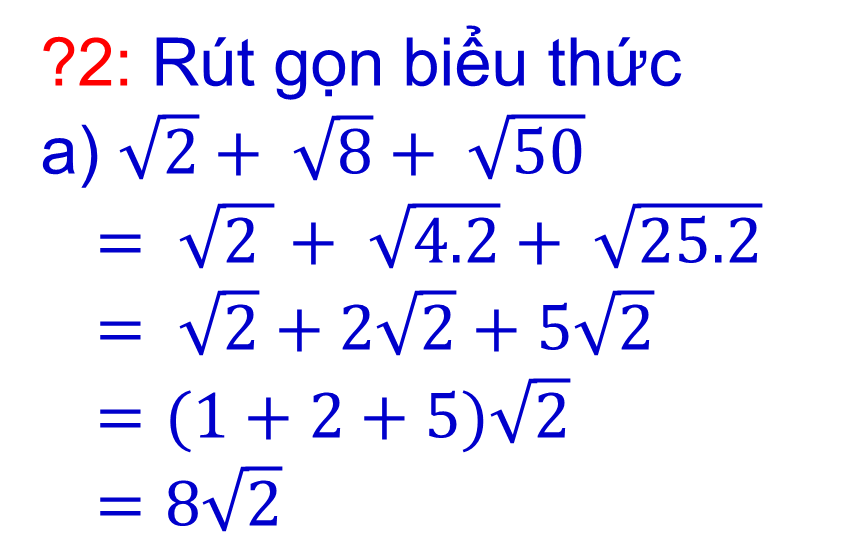 ?2: Rút gọn biểu thức
a) √2 + √8 + √50
= √2 + √4.2 + √25.2
= √2 + 2√2 + 5√2
= (1 + 2 + 5)√2
= 8√2